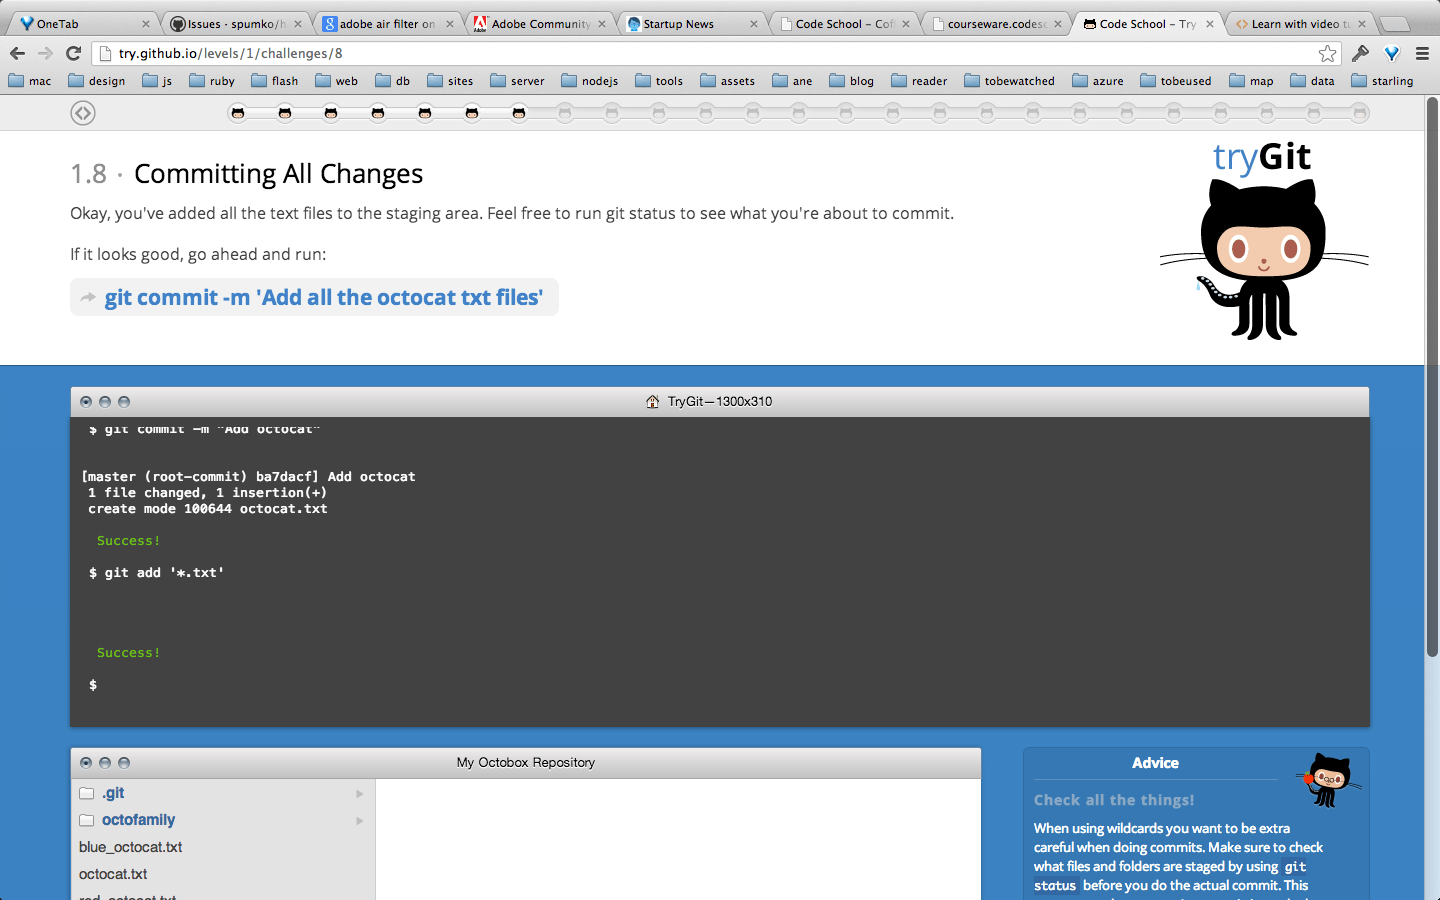 OneTab
Issues · spumko/h
adobe air filter on
Adobe Community
Startup News
Code School - Cof
courseware.codes
Code School - Try
Learn with video tu
try.github.io/levels/1/challenges/8
mac
design
js
ruby
flash
web
db
sites
server
nodejs
tools
assets
ane
blog
reader
tobewatched
azure
tobeused
map
data
starling
tryGit
1.8 · Committing All Changes
Okay, you've added all the text files to the staging area. Feel free to run git status to see what you're about to commit.
If it looks good, go ahead and run:
git commit -m 'Add all the octocat txt files'
TryGit—1300x310
$ git commit -m "Add octocat"
[master (root-commit) ba7dacf] Add octocat
1 file changed, 1 insertion(+)
create mode 100644 octocat.txt
Success!
$ git add '*.txt'
Success!
$
My Octobox Repository
.git
octofamily
blue_octocat.txt
octocat.txt
red_octocat.txt
Advice
Check all the things!
When using wildcards you want to be extra
careful when doing commits. Make sure to check
what files and folders are staged by using git
status before you do the actual commit. This